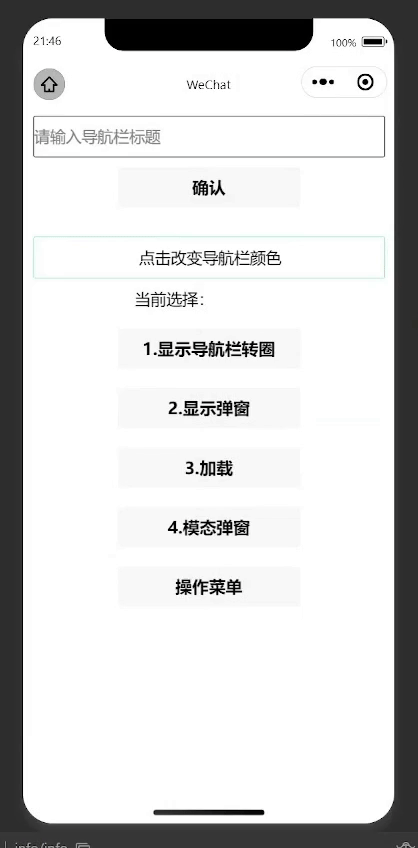 21:46
100%
WeChat
请输入导航栏标题
确认
点击改变导航栏颜色
当前选择：
1.显示导航栏转圈
2.显示弹窗
3.加载
4.模态弹窗
操作菜单
info/info